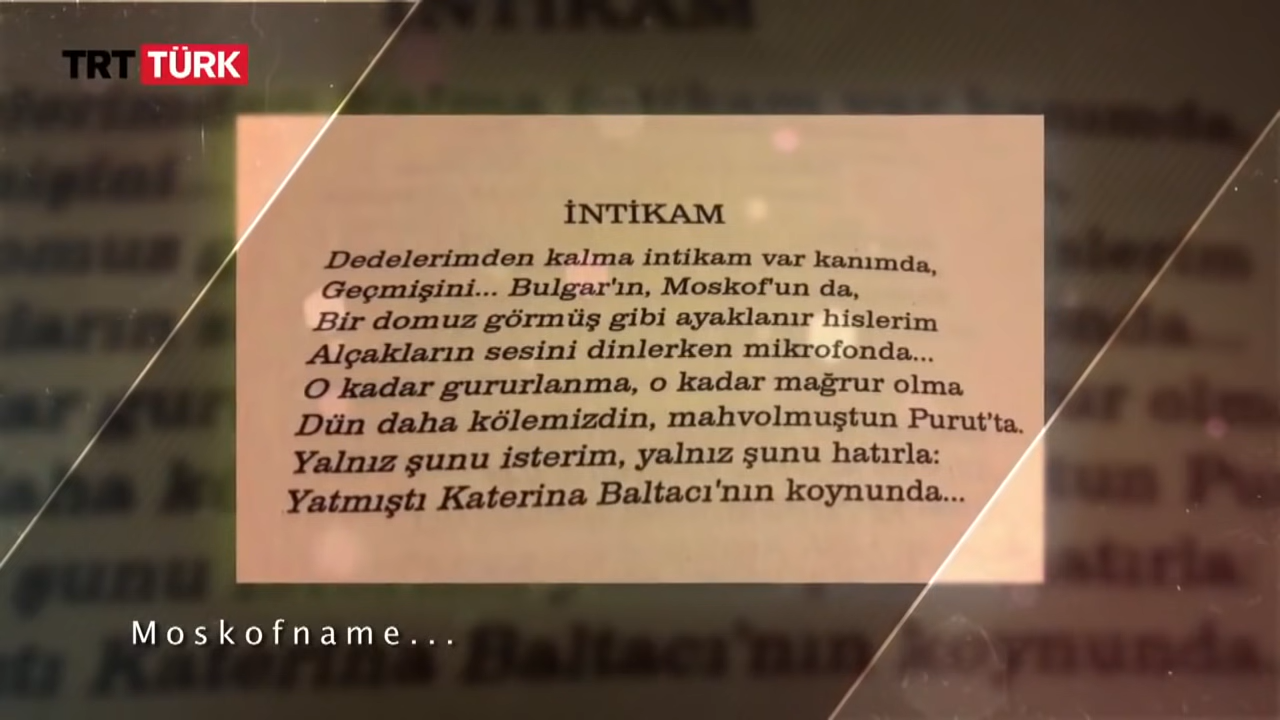 TRT TÜRK
İNTİKAM
Dedelerimden kalma intikam var kanımda,
Geçmişini... Bulgar'ın, Moskof'un da,
Bir domuz görmüş gibi ayaklanır hislerim
Alçakların sesini dinlerken mikrofonda...
O kadar gururlanma, o kadar mağrur olma
Dün daha kölemizdin, mahvolmuştun Purut'ta.
Yalnız şunu isterim, yalnız şunu hatırla:
Yatmıştı Katerina Baltacı'nın koynunda...
Moskofname...